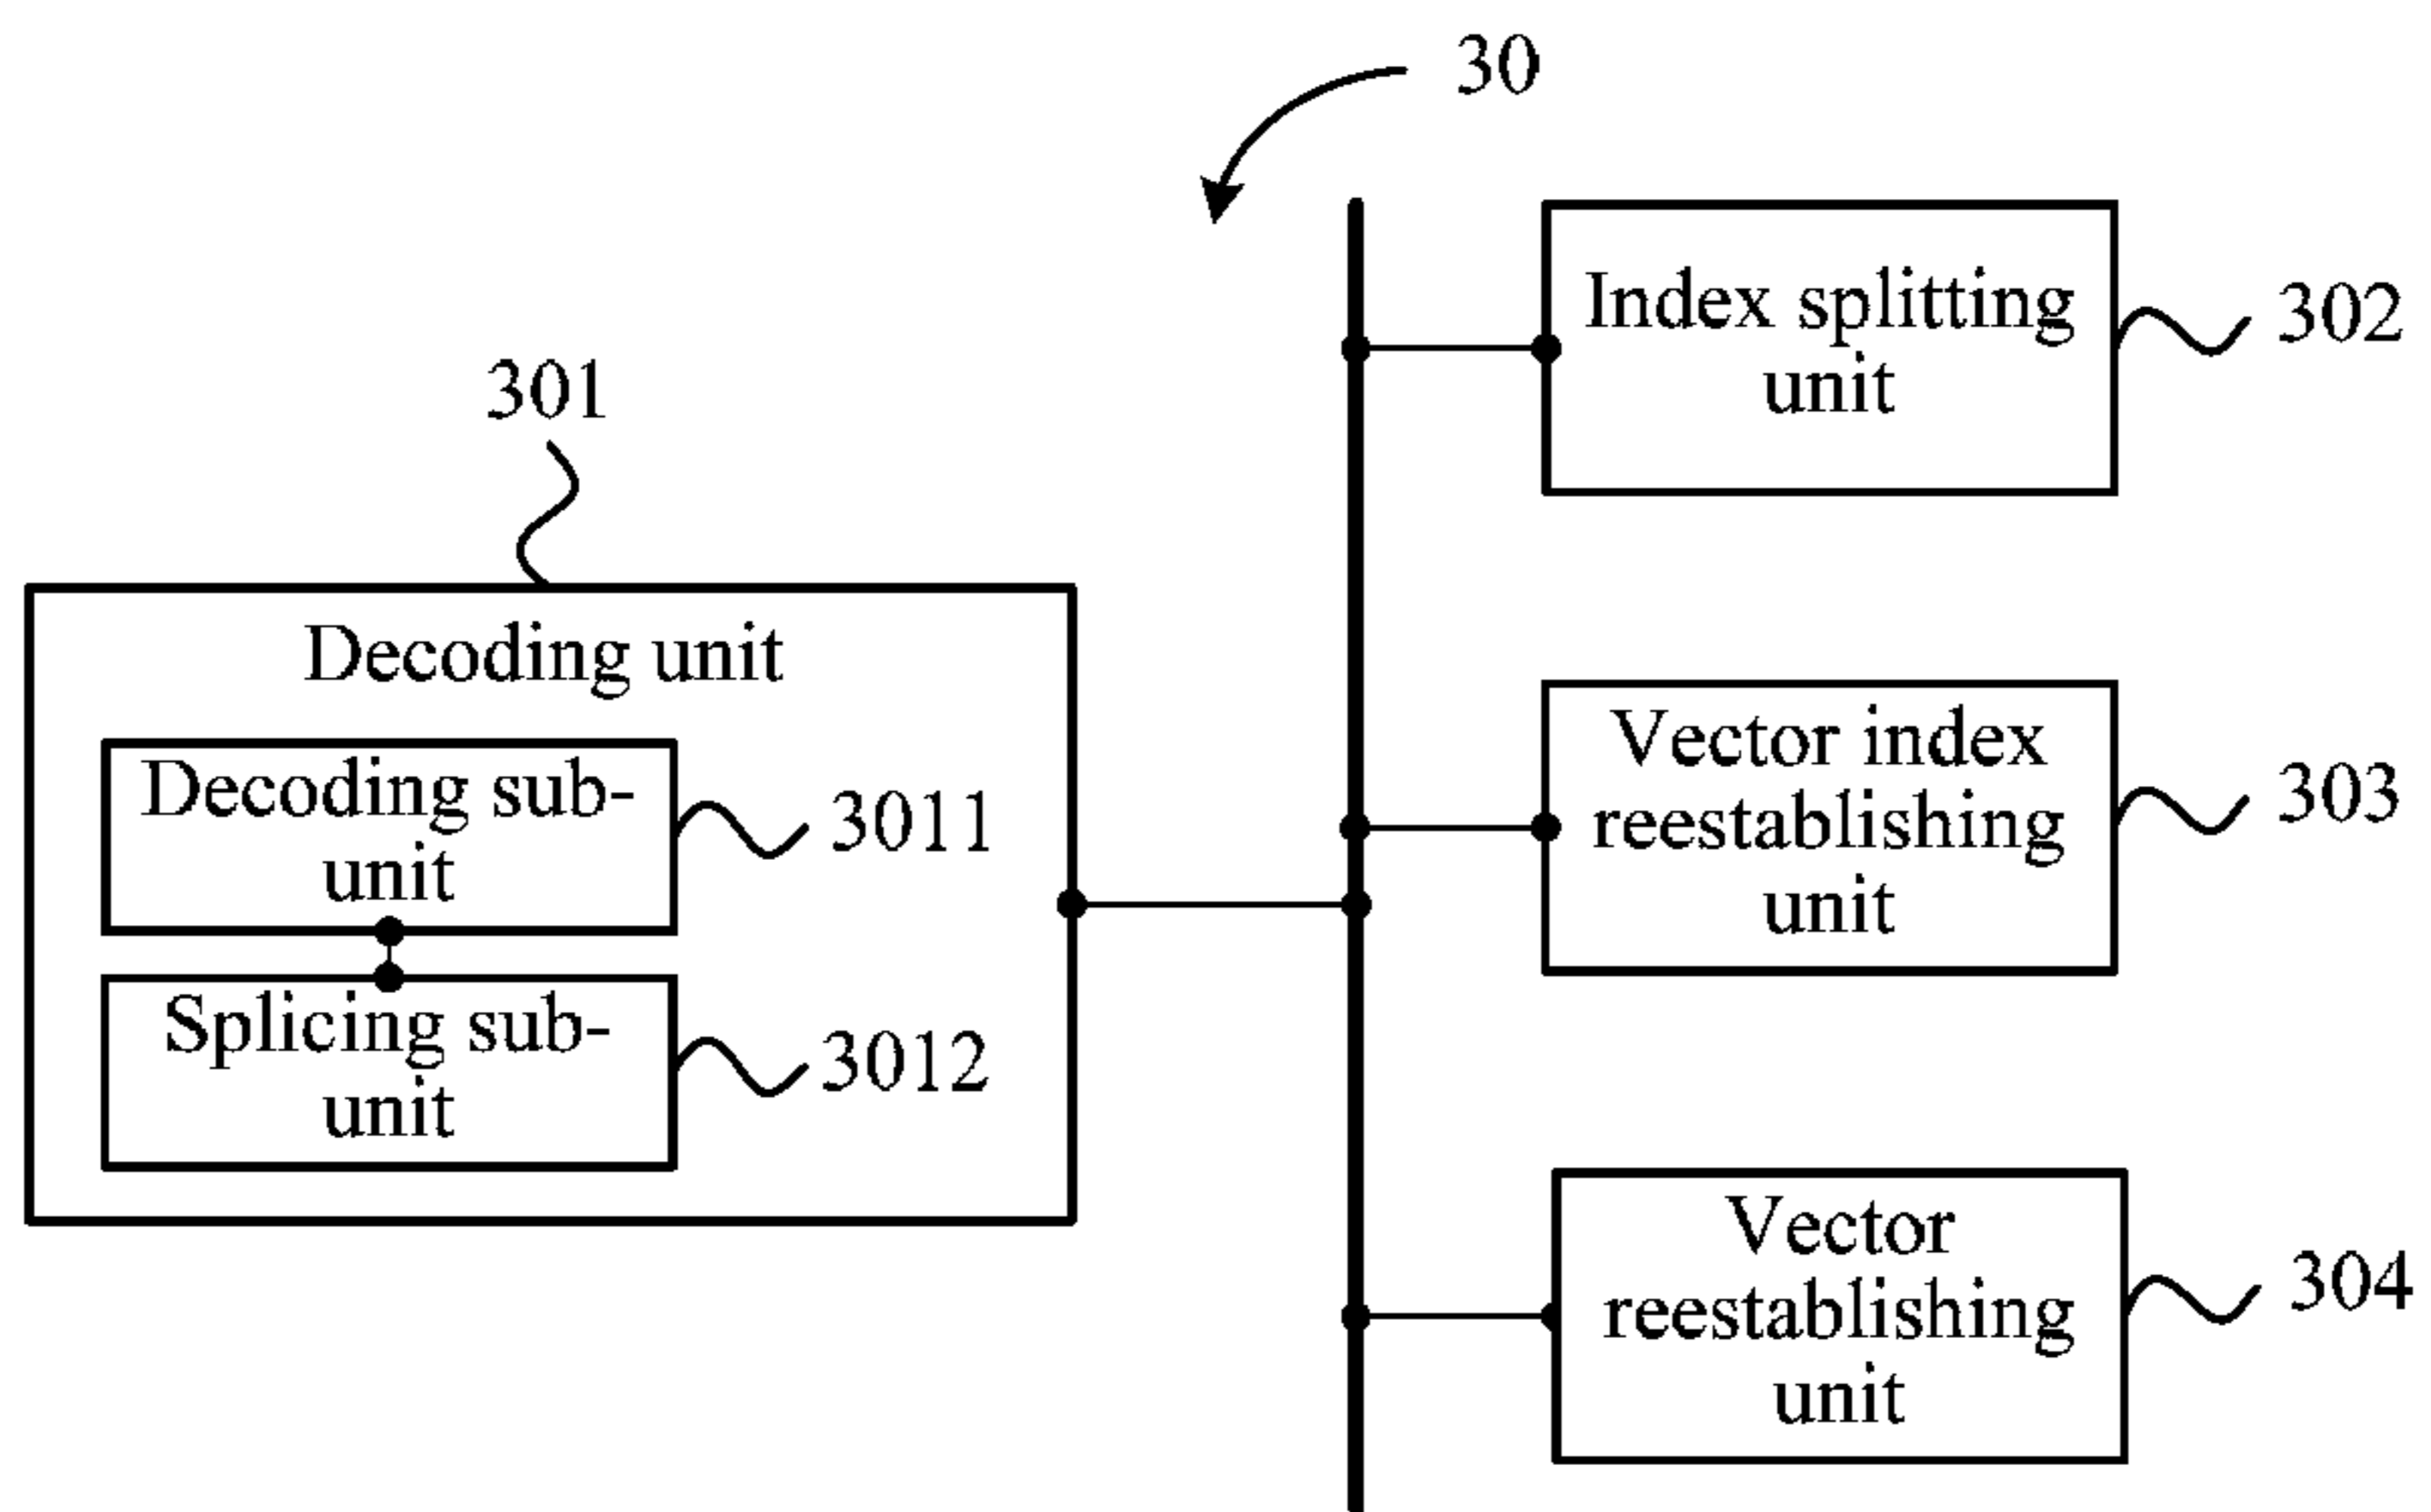 30
Index splitting
unit
302
301
Decoding unit
Decoding sub-
unit
3011
Splicing sub-
unit
3012
Vector index
reestablishing
unit
303
Vector
reestablishing
unit
304